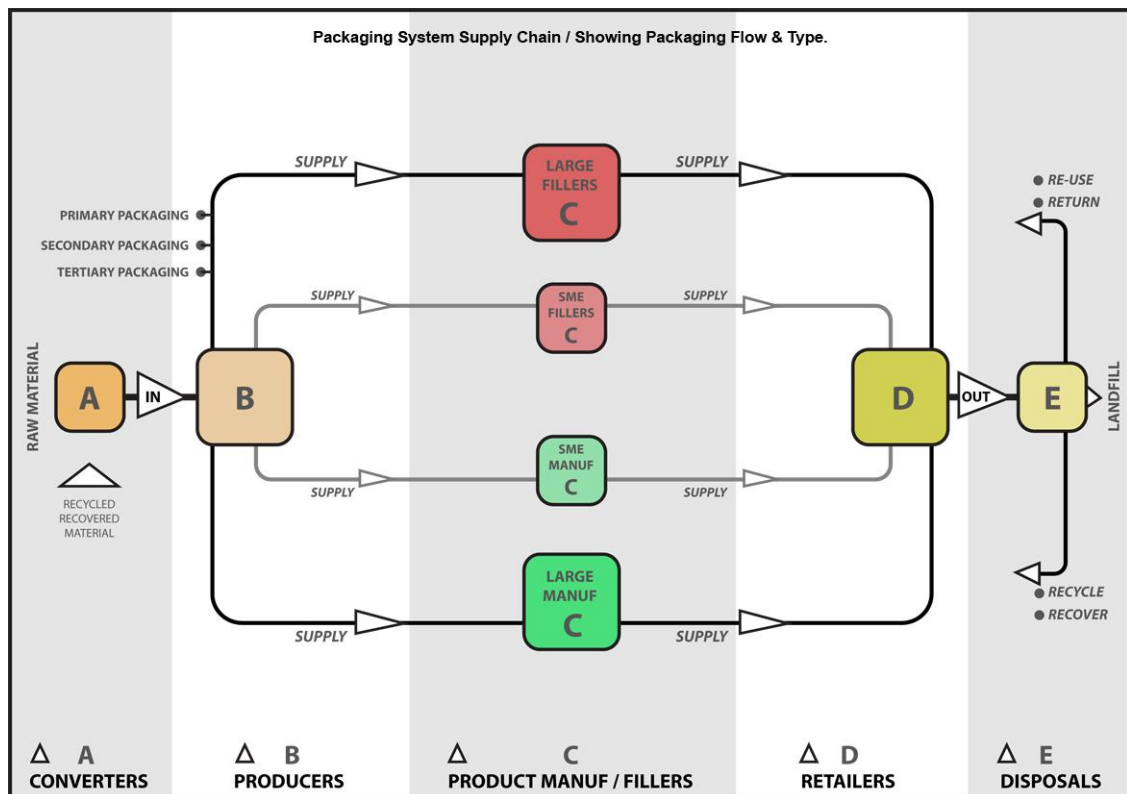 Packaging System Supply Chain / Showing Packaging Flow & Type.
SUPPLY
LARGE
FILLERS
C
SUPPLY
RE-USE
RETURN
PRIMARY PACKAGING
SECONDARY PACKAGING
TERTIARY PACKAGING
SUPPLY
SME
FILLERS
C
SUPPLY
RAW MATERIAL
A
IN
B
D
OUT
E
LANDFILL
RECYCLED
RECOVERED
MATERIAL
SUPPLY
SME
MANUF
C
SUPPLY
LARGE
MANUF
C
SUPPLY
SUPPLY
RECYCLE
RECOVER
A
CONVERTERS
B
PRODUCERS
C
PRODUCT MANUF / FILLERS
D
RETAILERS
E
DISPOSALS